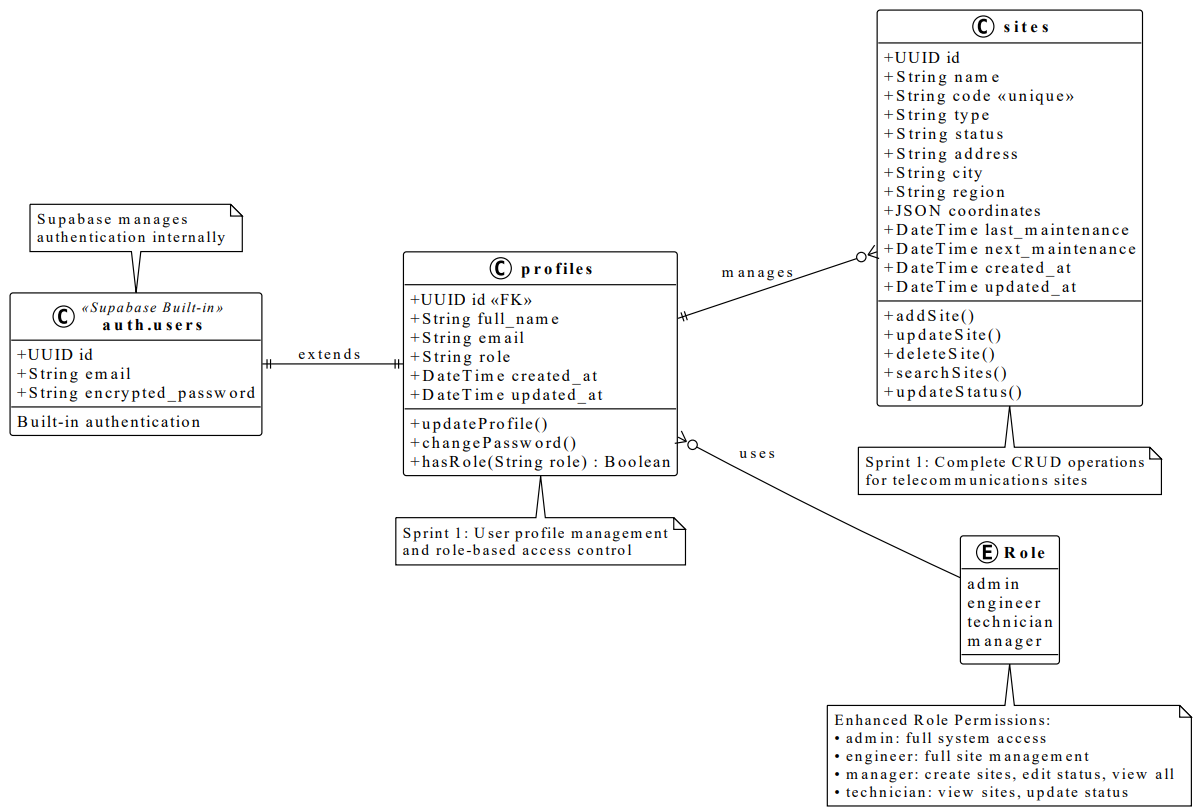 Supabase manages
authentication internally
C «Supabase Built-in»
auth.users
+UUID id
+String email
+String encrypted_password
Built-in authentication
extends
C profiles
+UUID id «FK»
+String full_name
+String email
+String role
+DateTime created_at
+DateTime updated_at
+updateProfile()
+changePassword()
+hasRole(String role) : Boolean
Sprint 1: User profile management
and role-based access control
manages
C sites
+UUID id
+String name
+String code «unique»
+String type
+String status
+String address
+String city
+String region
+JSON coordinates
+DateTime last_maintenance
+DateTime next_maintenance
+DateTime created_at
+DateTime updated_at
+addSite()
+updateSite()
+deleteSite()
+searchSites()
+updateStatus()
Sprint 1: Complete CRUD operations
for telecommunications sites
uses
E Role
admin
engineer
technician
manager
Enhanced Role Permissions:
• admin: full system access
• engineer: full site management
• manager: create sites, edit status, view all
• technician: view sites, update status